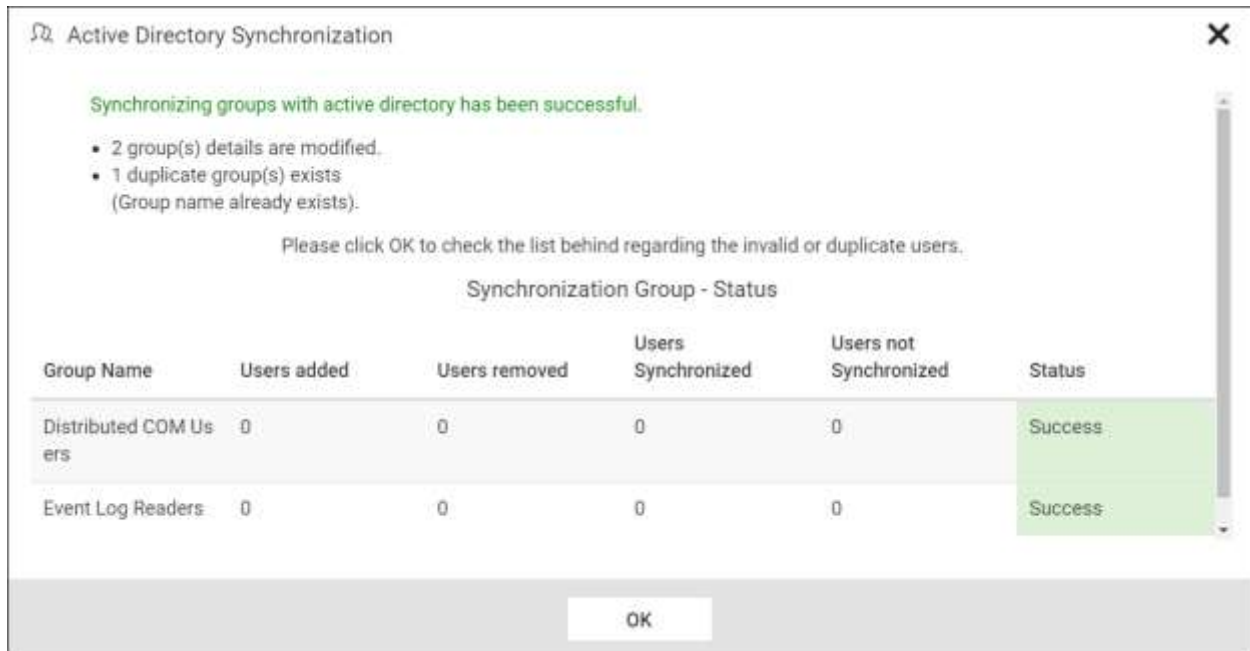 Active Directory Synchronization
Synchronizing groups with active directory has been successful.
• 2 group(s) details are modified.
• 1 duplicate group(s) exists
(Group name already exists).
Please click OK to check the list behind regarding the invalid or duplicate users.
Synchronization Group - Status
Group Name Users added Users removed Users Synchronized Users not Synchronized Status
Distributed COM Us
ers 0 0 0 0 Success
Event Log Readers 0 0 0 0 Success
OK